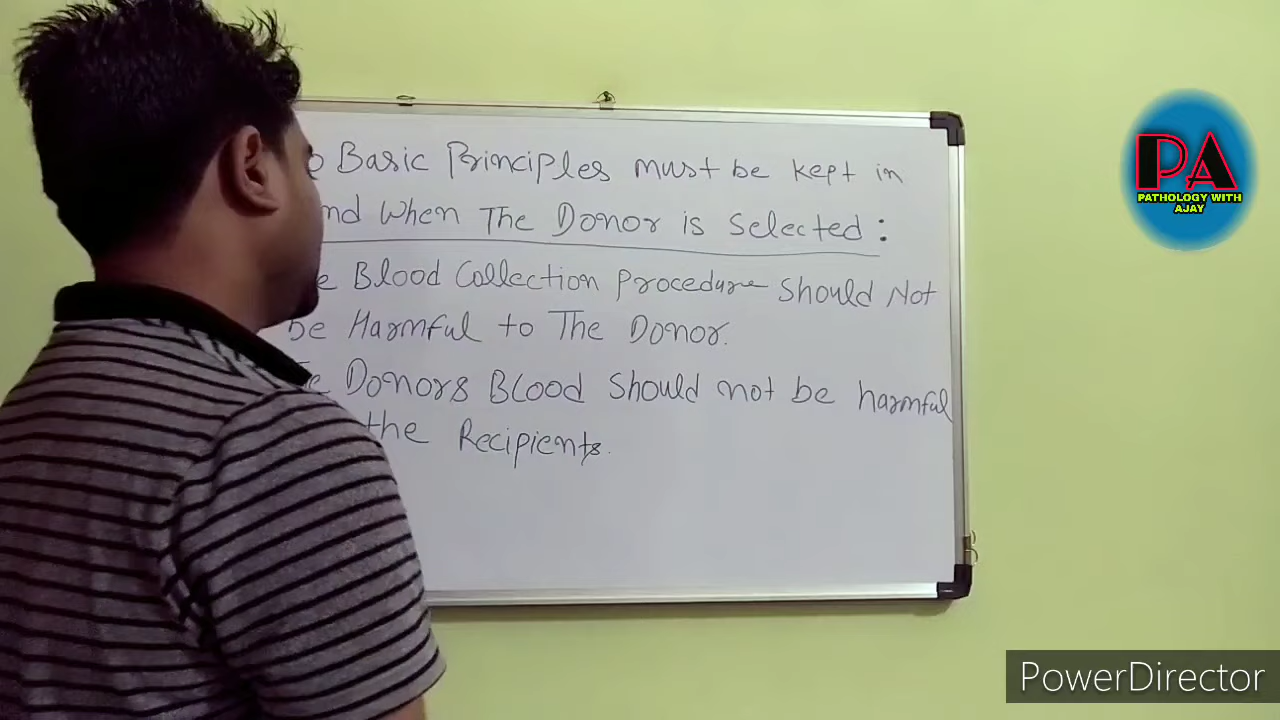 Basic Principles must be kept in
when The Donor is selected :
Blood Collection Procedure should Not
be Harmful to The Donor.
Donors Blood should not be harmful
the Recipients.
PA
PATHOLOGY WITH
AJAY
PowerDirector